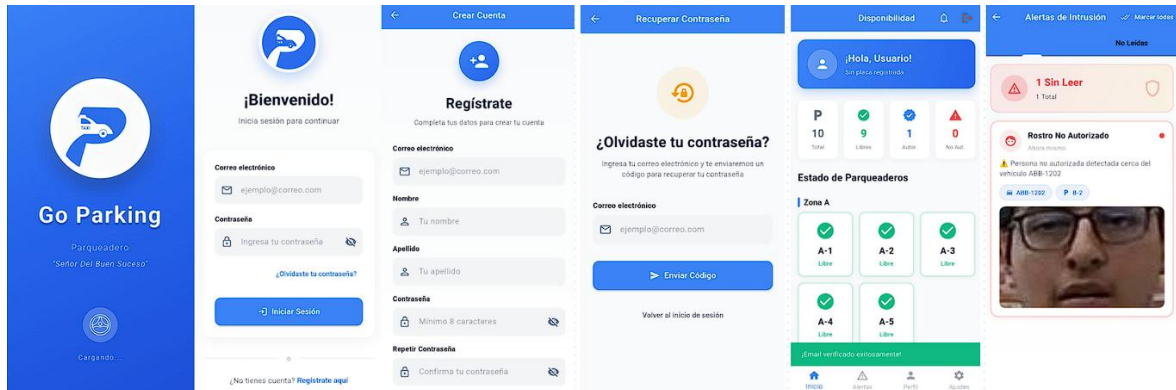 TAXI
Go Parking
Parqueadero
"Señor Del Buen Suceso"
Cargando...
¡Bienvenido!
Inicia sesión para continuar
Correo electrónico
ejemplo@correo.com
Contraseña
Ingresa tu contraseña
¿Olvidaste tu contraseña?
Iniciar Sesión
o
¿No tienes cuenta? Regístrate aquí
Crear Cuenta
Regístrate
Completa tus datos para crear tu cuenta
Correo electrónico
ejemplo@correo.com
Nombre
Tu nombre
Apellido
Tu apellido
Contraseña
Mínimo 8 caracteres
Repetir Contraseña
Confirma tu contraseña
Recuperar Contraseña
¿Olvidaste tu contraseña?
Ingresa tu correo electrónico y te enviaremos un
código para recuperar tu contraseña
Correo electrónico
ejemplo@correo.com
Enviar Código
Volver al inicio de sesión
Disponibilidad
¡Hola, Usuario!
Sin placa registrada
P
10
Total
9
Libres
1
Autor
0
No Aut.
Estado de Parqueaderos
Zona A
A-1
Libre
A-2
Libre
A-3
Libre
A-4
Libre
A-5
Libre
¡Email verificado exitosamente!
Inicio
Alertas
Perfil
Ajustes
Alertas de Intrusión
Marcar todas
No Leídas
1 Sin Leer
1 Total
Rostro No Autorizado
Ahora mismo
Persona no autorizada detectada cerca del
vehículo ABB-1202
ABB-1202
P B-2